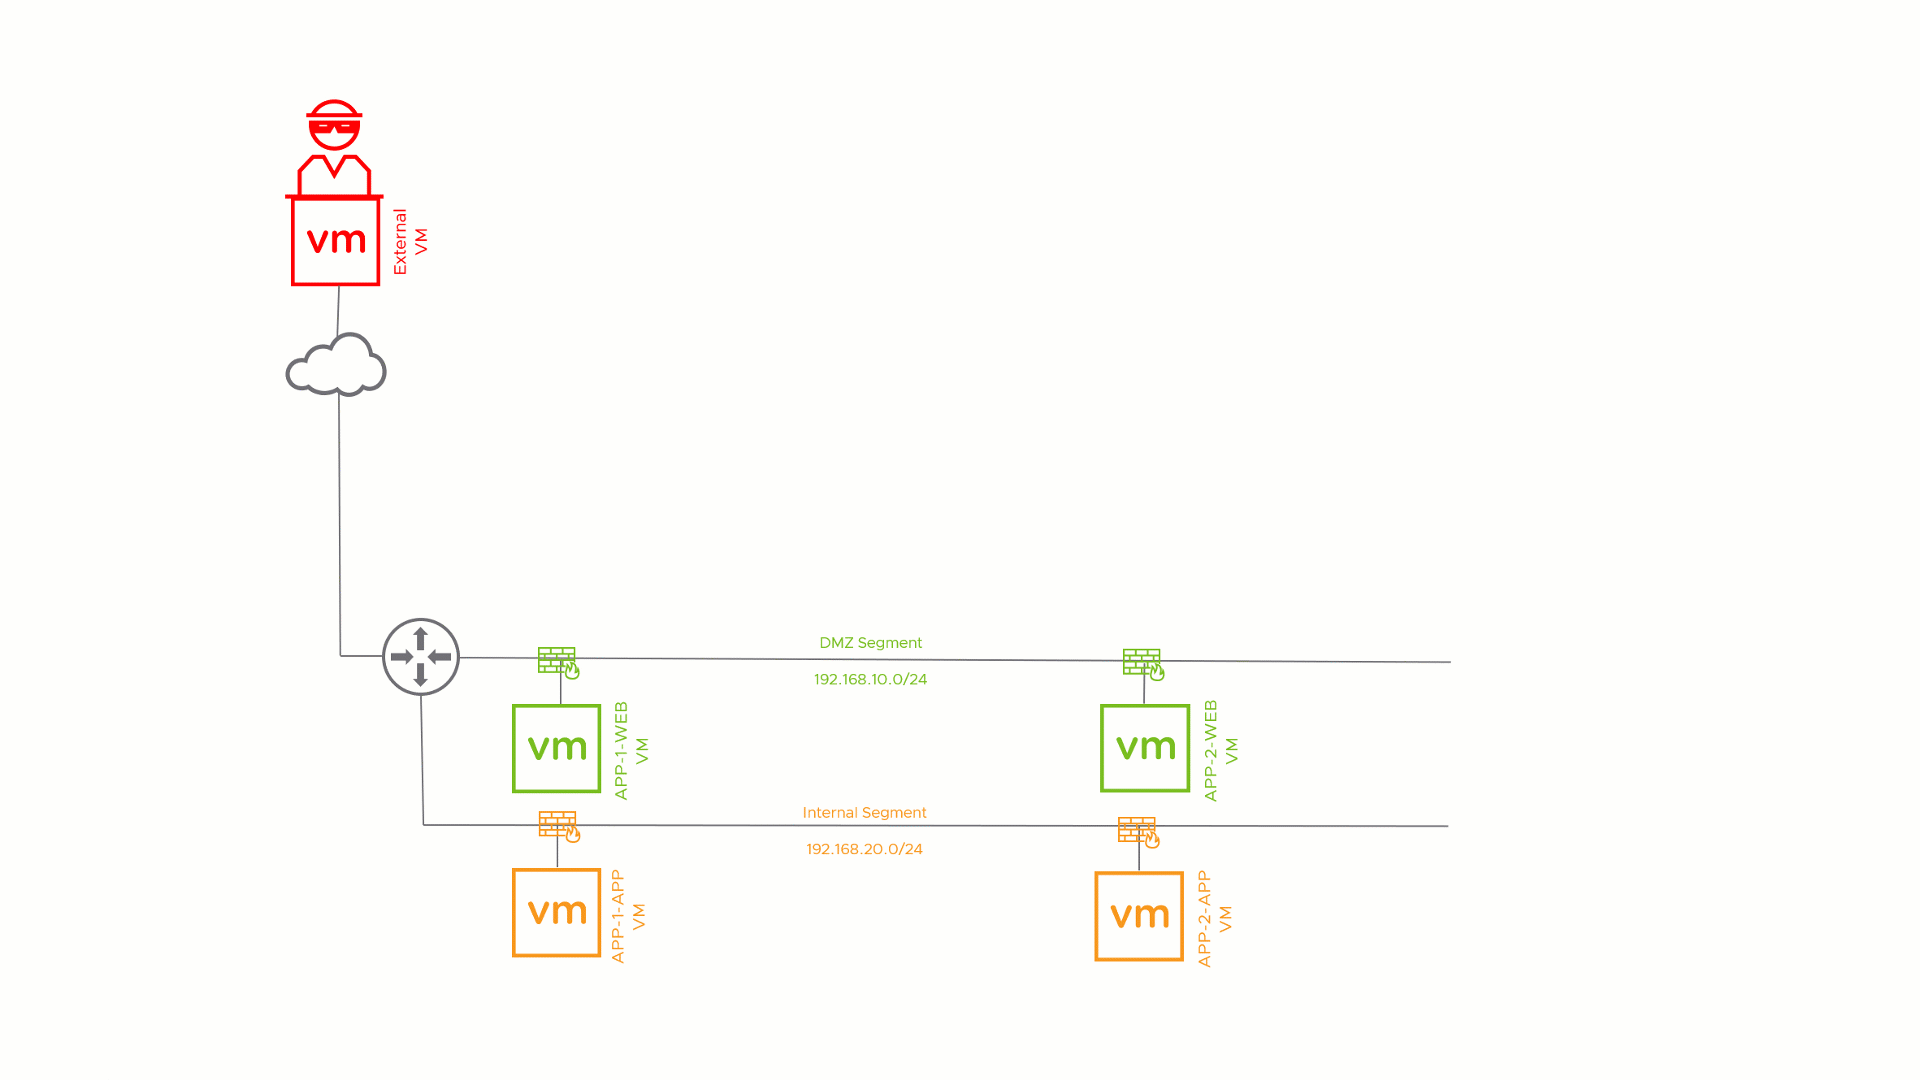 vm
External
VM
DMZ Segment
192.168.10.0/24
vm
APP-1-WEB
VM
vm
APP-2-WEB
VM
Internal Segment
192.168.20.0/24
vm
APP-1-APP
VM
vm
APP-2-APP
VM